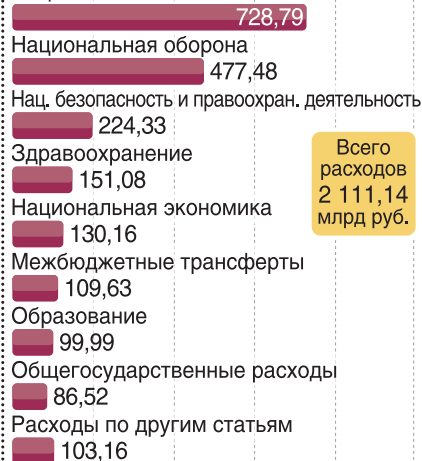 728,79
Национальная оборона
477,48
Нац. безопасность и правоохран. деятельность
224,33
Здравоохранение
151,08
Национальная экономика
130,16
Межбюджетные трансферты
109,63
Образование
99,99
Общегосударственные расходы
86,52
Расходы по другим статьям
103,16
Всего
расходов
2 111,14
млрд руб.